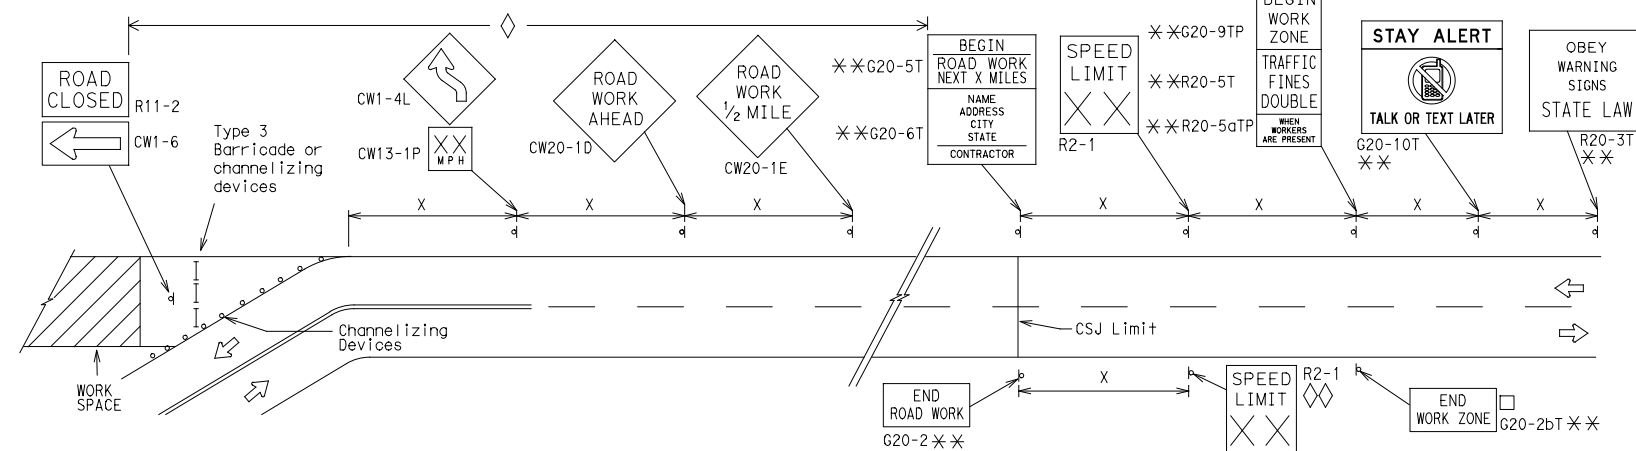 ROAD
CLOSED
R11-2
CW1-6
Type 3
Barricade or
channelizing
devices
CW1-4L
CW13-1P
XX
MPH
ROAD
WORK
AHEAD
CW20-1D
ROAD
WORK
1/2 MILE
CW20-1E
**G20-5T
**G20-6T
BEGIN
ROAD WORK
NEXT X MILES
NAME
ADDRESS
CITY
STATE
CONTRACTOR
SPEED
LIMIT
XX
R2-1
**G20-9TP
**R20-5T
**R20-5aTP
BEGIN
WORK
ZONE
TRAFFIC
FINES
DOUBLE
WHEN
WORKERS
ARE PRESENT
STAY ALERT
TALK OR TEXT LATER
G20-10T
**
OBEY
WARNING
SIGNS
STATE LAW
R20-3T
**
X
X
X
X
X
X
X
Channelizing
Devices
CSJ Limit
WORK
SPACE
END
ROAD WORK
G20-2 **
X
SPEED
LIMIT
XX
R2-1
END
WORK ZONE
G20-2bT **